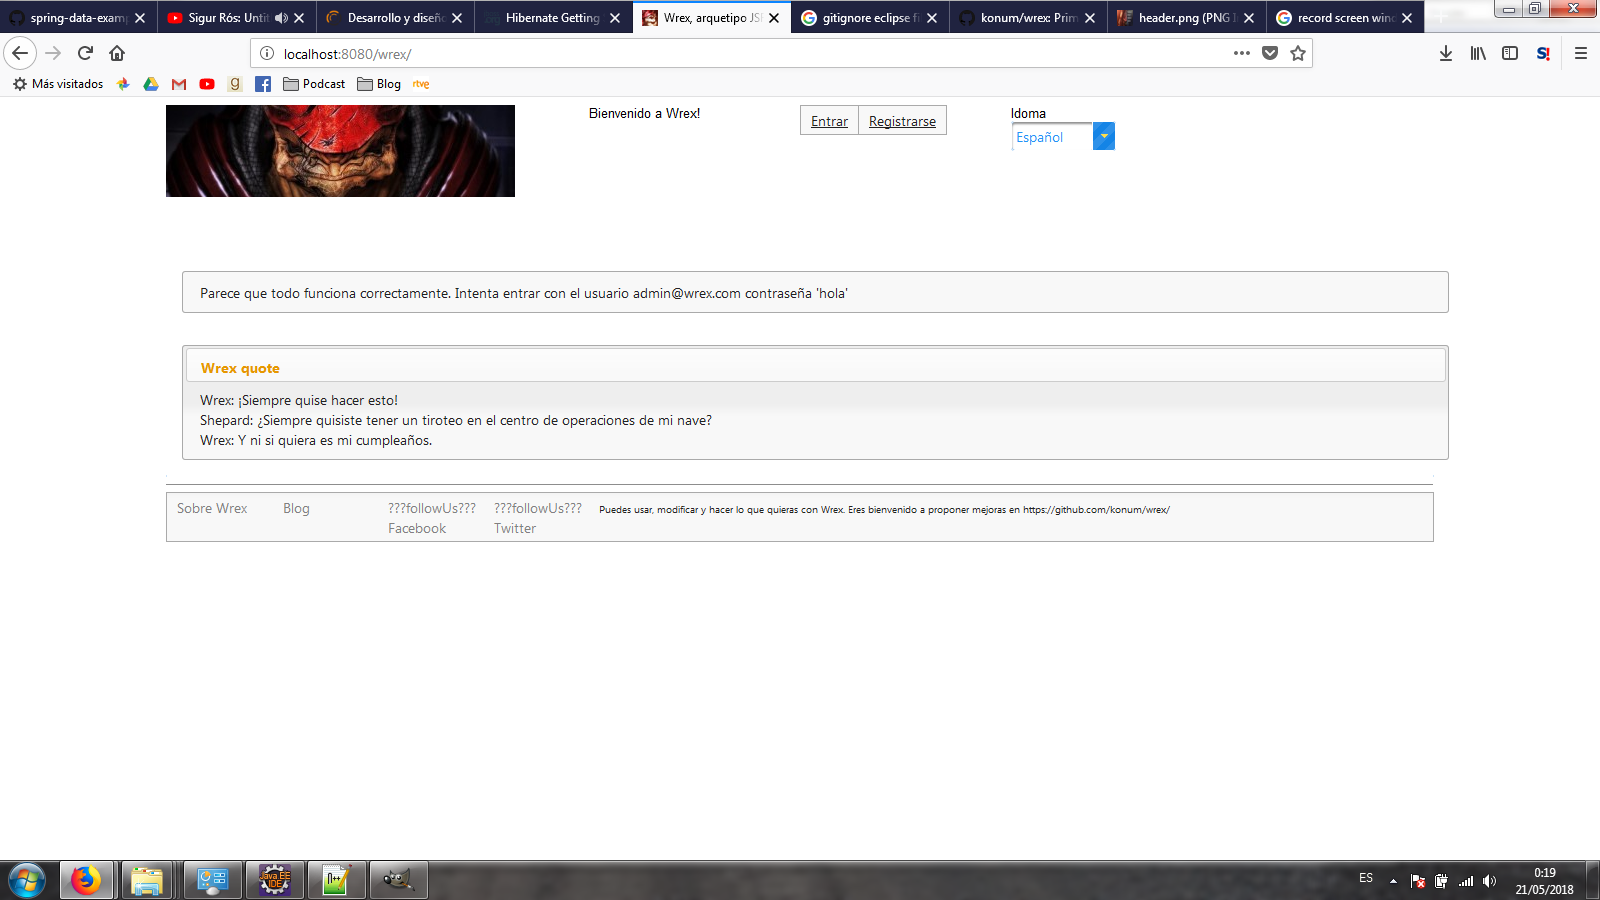 spring-data-exam
Sigur Rós: Untit
Desarrollo y diseño
Hibernate Getting
Wrex, arquetipo JS
gitignore eclipse fi
konum/wrex: Prim
header.png (PNG I
record screen wind
localhost:8080/wrex/
Más visitados
Podcast
Blog
rtve
Bienvenido a Wrex!
Entrar
Registrarse
Idoma
Español
Parece que todo funciona correctamente. Intenta entrar con el usuario admin@wrex.com contraseña 'hola'
Wrex quote
Wrex: ¡Siempre quise hacer esto!
Shepard: ¿Siempre quisiste tener un tiroteo en el centro de operaciones de mi nave?
Wrex: Y ni si quiera es mi cumpleaños.
Sobre Wrex
Blog
???followUs???
Facebook
???followUs???
Twitter
Puedes usar, modificar y hacer lo que quieras con Wrex. Eres bienvenido a proponer mejoras en https://github.com/konum/wrex/
Java EE
IDE
ES
0:19
21/05/2018